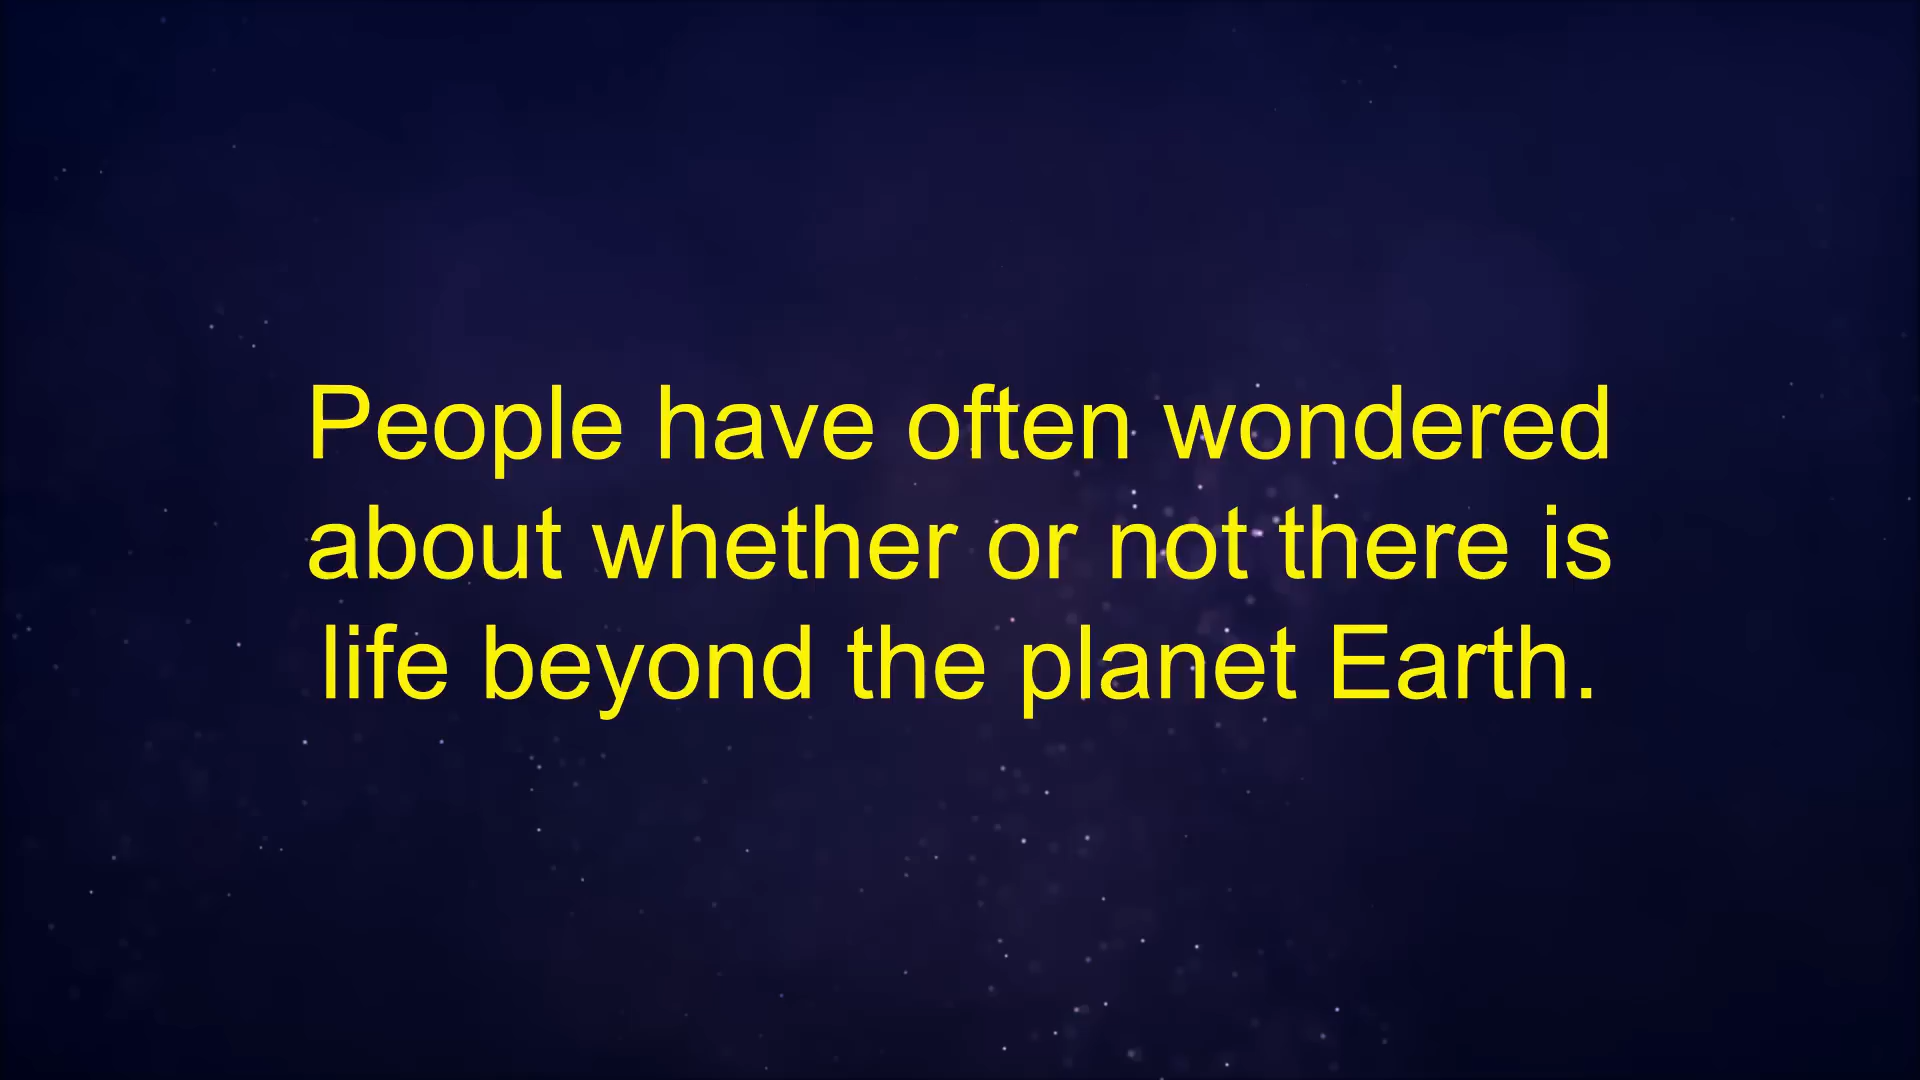 People have often wondered
about whether or not there is
life beyond the planet Earth.